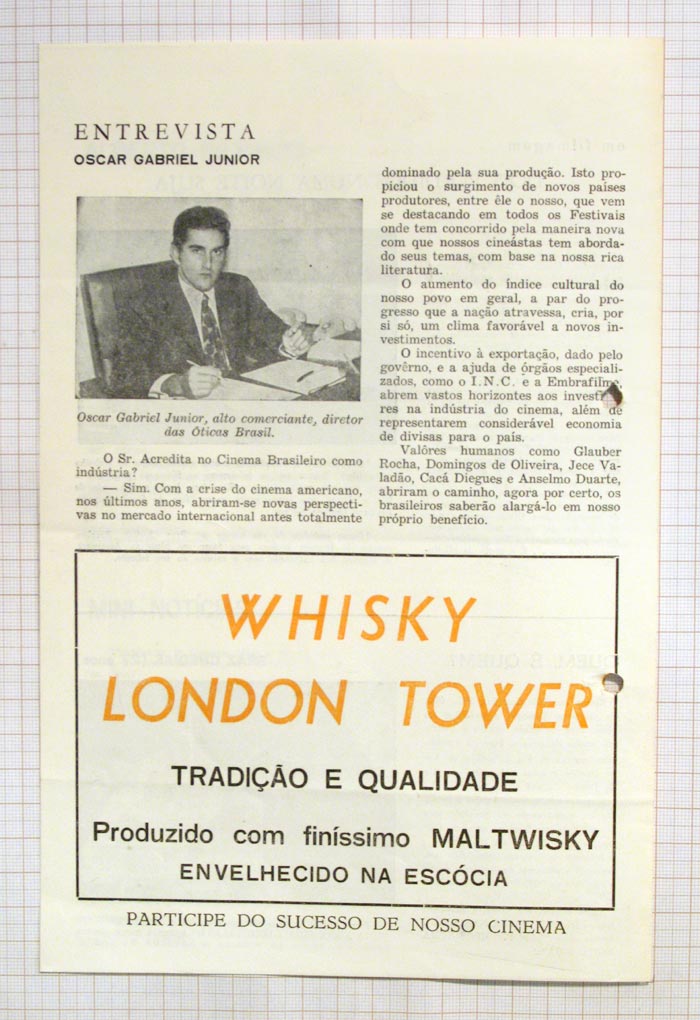 ENTREVISTA
OSCAR GABRIEL JUNIOR
Oscar Gabriel Junior, alto comerciante, diretor
das Óticas Brasil.
O Sr. Acredita no Cinema Brasileiro como
indústria?
— Sim. Com a crise do cinema americano,
nos últimos anos, abriram-se novas perspecti-
vas no mercado internacional antes totalmente
dominado pela sua produção. Isto pro-
piciou o surgimento de novos países
produtores, entre êle o nosso, que vem
se destacando em todos os Festivais
onde tem concorrido pela maneira nova
com que nossos cineástas tem aborda-
do seus temas, com base na nossa rica
literatura.
O aumento do índice cultural do
nosso povo em geral, a par do pro-
gresso que a nação atravessa, cria, por
si só, um clima favorável a novos in-
vestimentos.
O incentivo à exportação, dado pelo
govêrno, e a ajuda de órgãos especiali-
zados, como o I.N.C. e a Embrafilme,
abrem vastos horizontes aos
res na indústria do cinema, além de
representarem considerável economia
de divisas para o país.
Valôres humanos como Glauber
Rocha, Domingos de Oliveira, Jece Va-
ladão, Cacá Diegues e Anselmo Duarte,
abriram o caminho, agora por certo, os
brasileiros saberão alargá-lo em nosso
próprio benefício.
WHISKY
LONDON TOWER
TRADIÇÃO E QUALIDADE
Produzido com finíssimo MALTWISKY
ENVELHECIDO NA ESCÓCIA
PARTICIPE DO SUCESSO DE NOSSO CINEMA